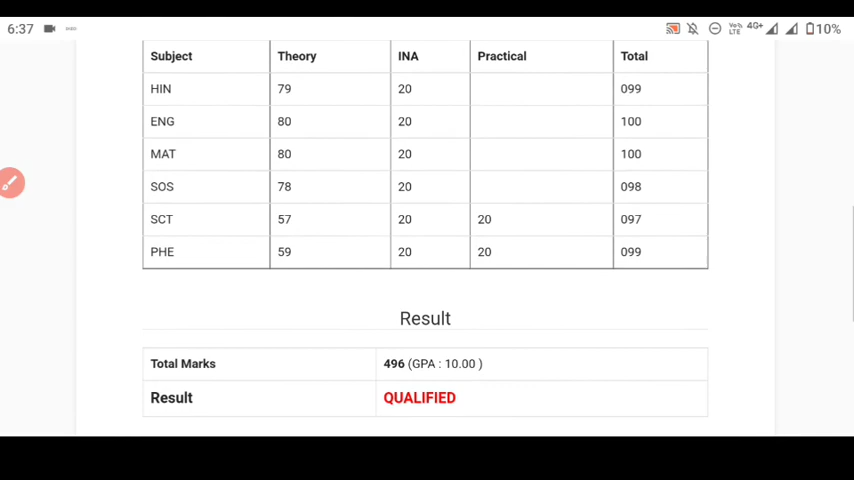 6:37 VoLTE 4G+ 10%
Subject Theory INA Practical Total
HIN 79 20 099
ENG 80 20 100
MAT 80 20 100
SOS 78 20 098
SCT 57 20 20 097
PHE 59 20 20 099
Result
Total Marks 496 (GPA : 10.00 )
Result QUALIFIED